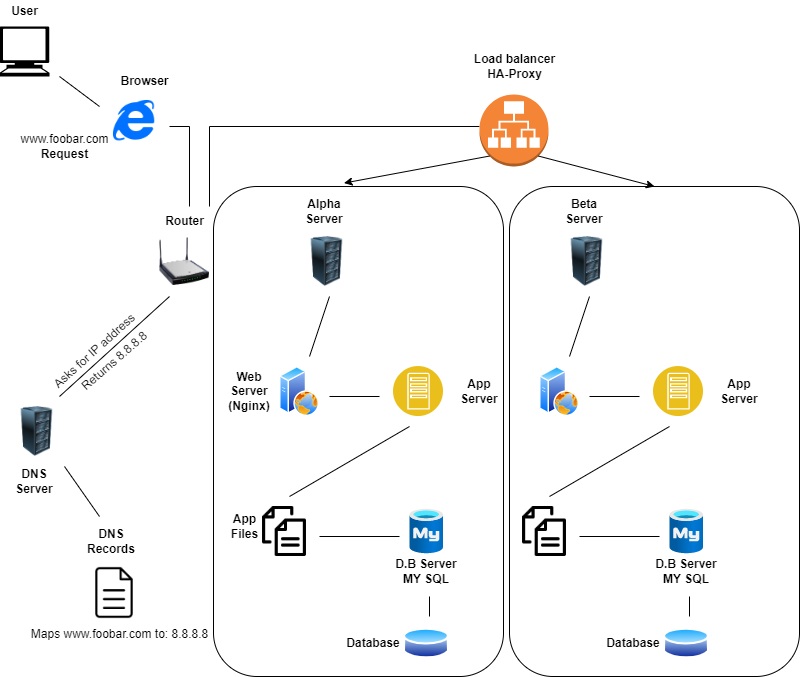 User
Browser
www.foobar.com
Request
Router
Asks for IP address
Returns 8.8.8.8
DNS
Server
DNS
Records
Maps www.foobar.com to: 8.8.8.8
Load balancer
HA-Proxy
Alpha
Server
Web
Server
(Nginx)
App
Server
App
Files
My
D.B Server
MY SQL
Database
Beta
Server
App
Server
My
D.B Server
MY SQL
Database